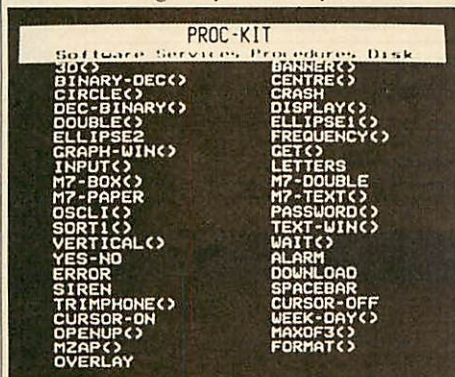 PROC-KIT
Software Services Procedures Disk
3D() BANNER()
BINARY-DEC() CENTRE()
CIRCLE() CRASH
DEC-BINARY() DISPLAY()
DOUBLE() ELLIPSE1()
ELLIPSE2 FREQUENCY()
GRAPH-WIN() GET()
INPUT() LETTERS
M7-BOX() M7-DOUBLE
M7-PAPER M7-TEXT()
OSCLI() PASSWORD()
SORT1() TEXT-WIN()
VERTICAL() WAIT()
YES-NO ALARM
ERROR DOWNLOAD
SIREN SPACEBAR
TRIMPHONE() CURSOR-OFF
CURSOR-ON WEEK-DAY()
OPENUP() MAXOF3()
MZAP() FORMAT()
OVERLAY